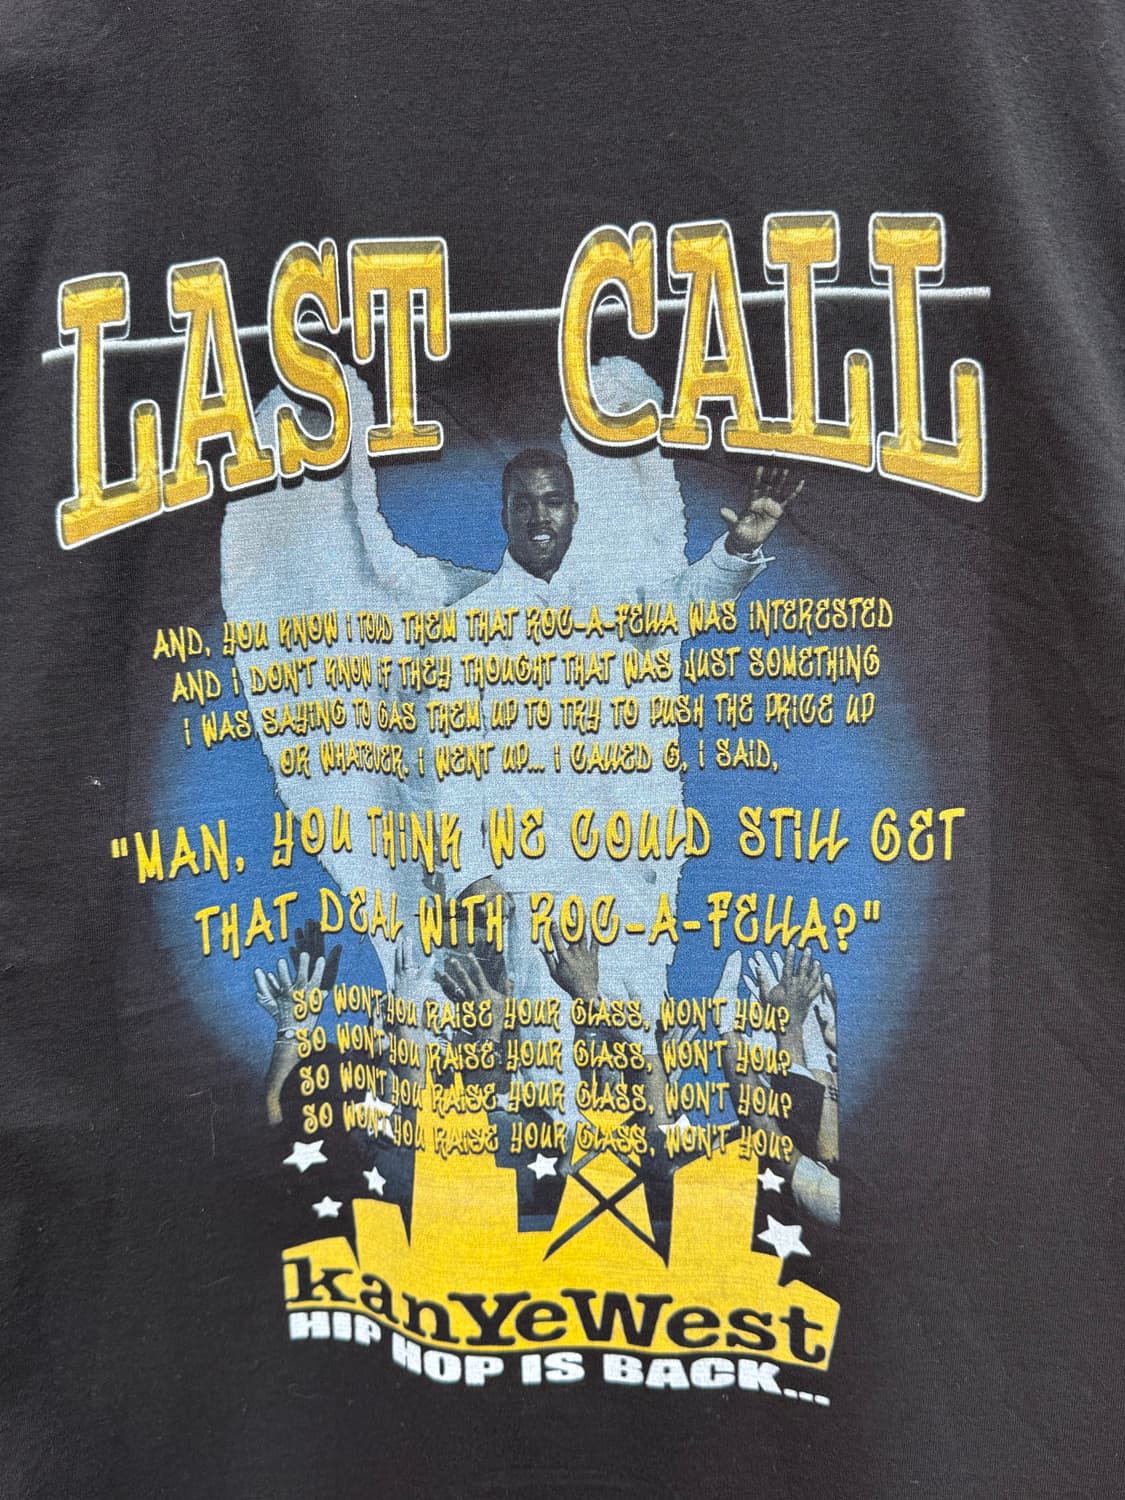 LAST CALL
AND, YOU KNOW I TOLD THEM THAT ROC-A-FELLA WAS INTERESTED
AND I DON'T KNOW IF THEY THOUGHT THAT WAS JUST SOMETHING
I WAS SAYING TO GAS THEM UP TO TRY TO PUSH THE PRICE UP
OR WHATEVER. I WENT UP... I CALLED G, I SAID,
"MAN, YOU THINK WE COULD STILL GET
THAT DEAL WITH ROC-A-FELLA?"
SO WON'T YOU RAISE YOUR GLASS, WON'T YOU?
SO WON'T YOU RAISE YOUR GLASS, WON'T YOU?
SO WON'T YOU RAISE YOUR GLASS, WON'T YOU?
SO WON'T YOU RAISE YOUR GLASS, WON'T YOU?
kanYeWest
HIP HOP IS BACK...